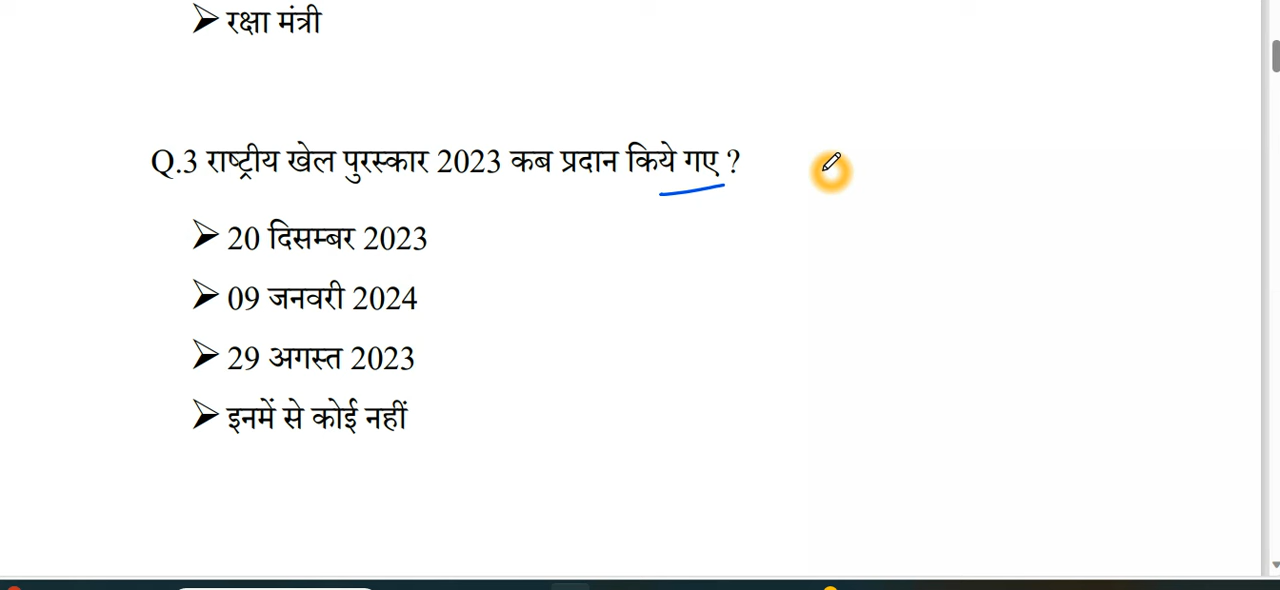 ➢ रक्षा मंत्री
Q.3 राष्ट्रीय खेल पुरस्कार 2023 कब प्रदान किये गए ?
➢ 20 दिसम्बर 2023
➢ 09 जनवरी 2024
➢ 29 अगस्त 2023
➢ इनमें से कोई नहीं